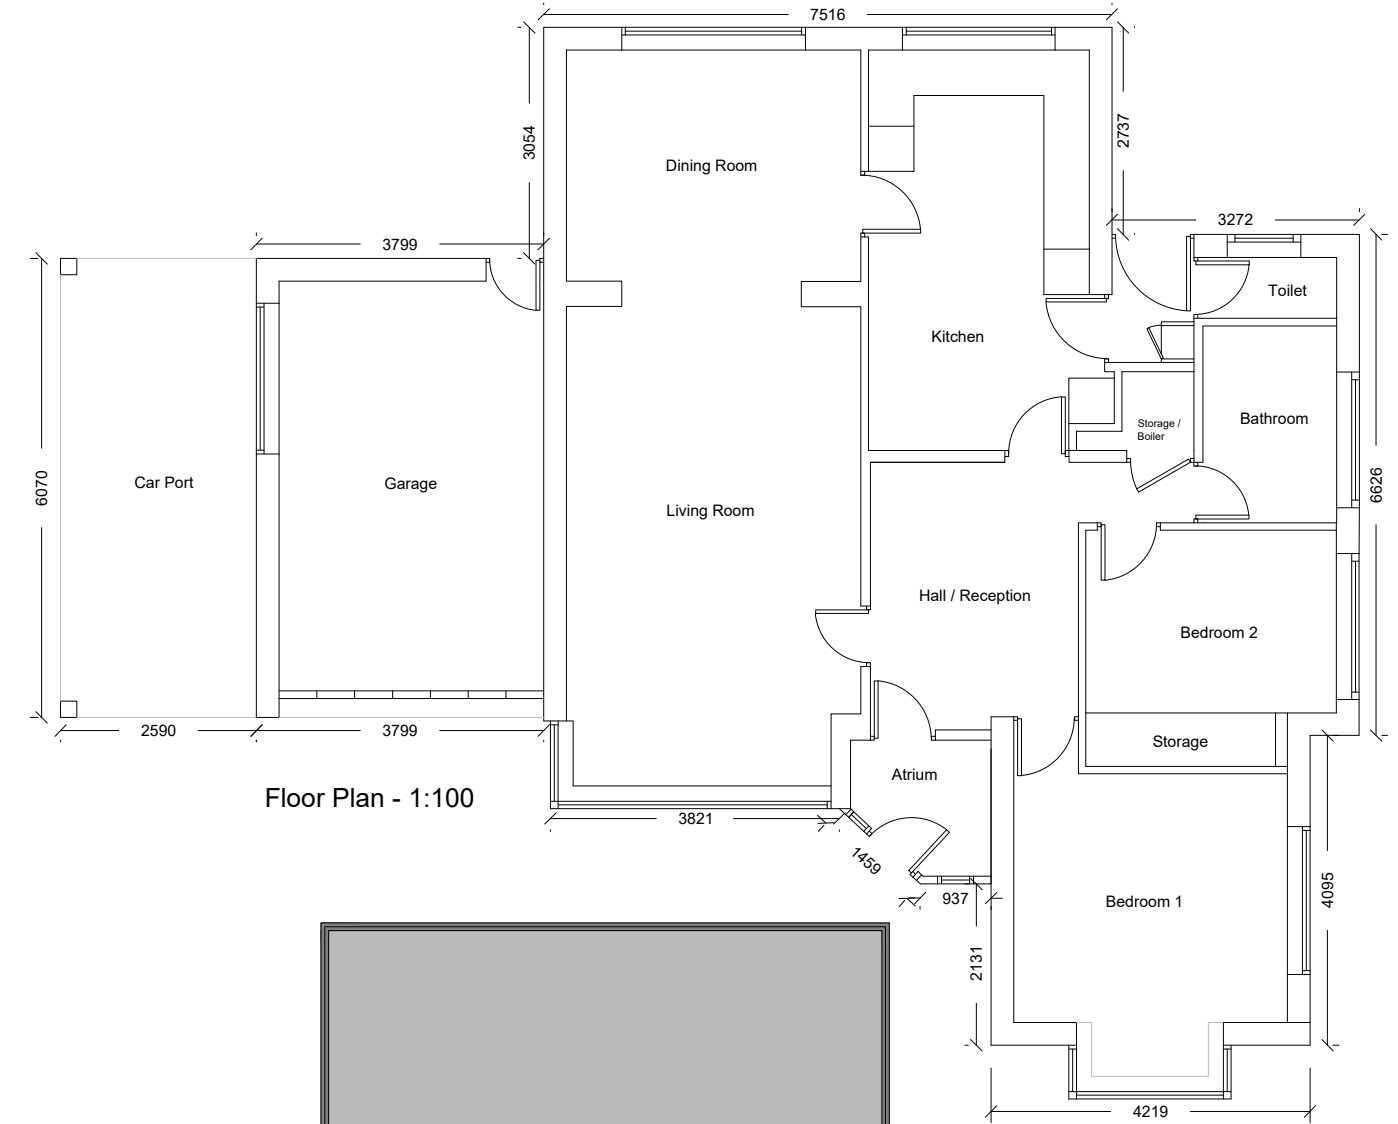 7516
3054
2737
Dining Room
3272
3799
Toilet
Kitchen
Bathroom
Storage /
Boiler
6070
Car Port
Garage
6626
Living Room
Hall / Reception
Bedroom 2
2590
3799
Storage
Atrium
Floor Plan - 1:100
3821
1459
937
Bedroom 1
4095
2131
4219